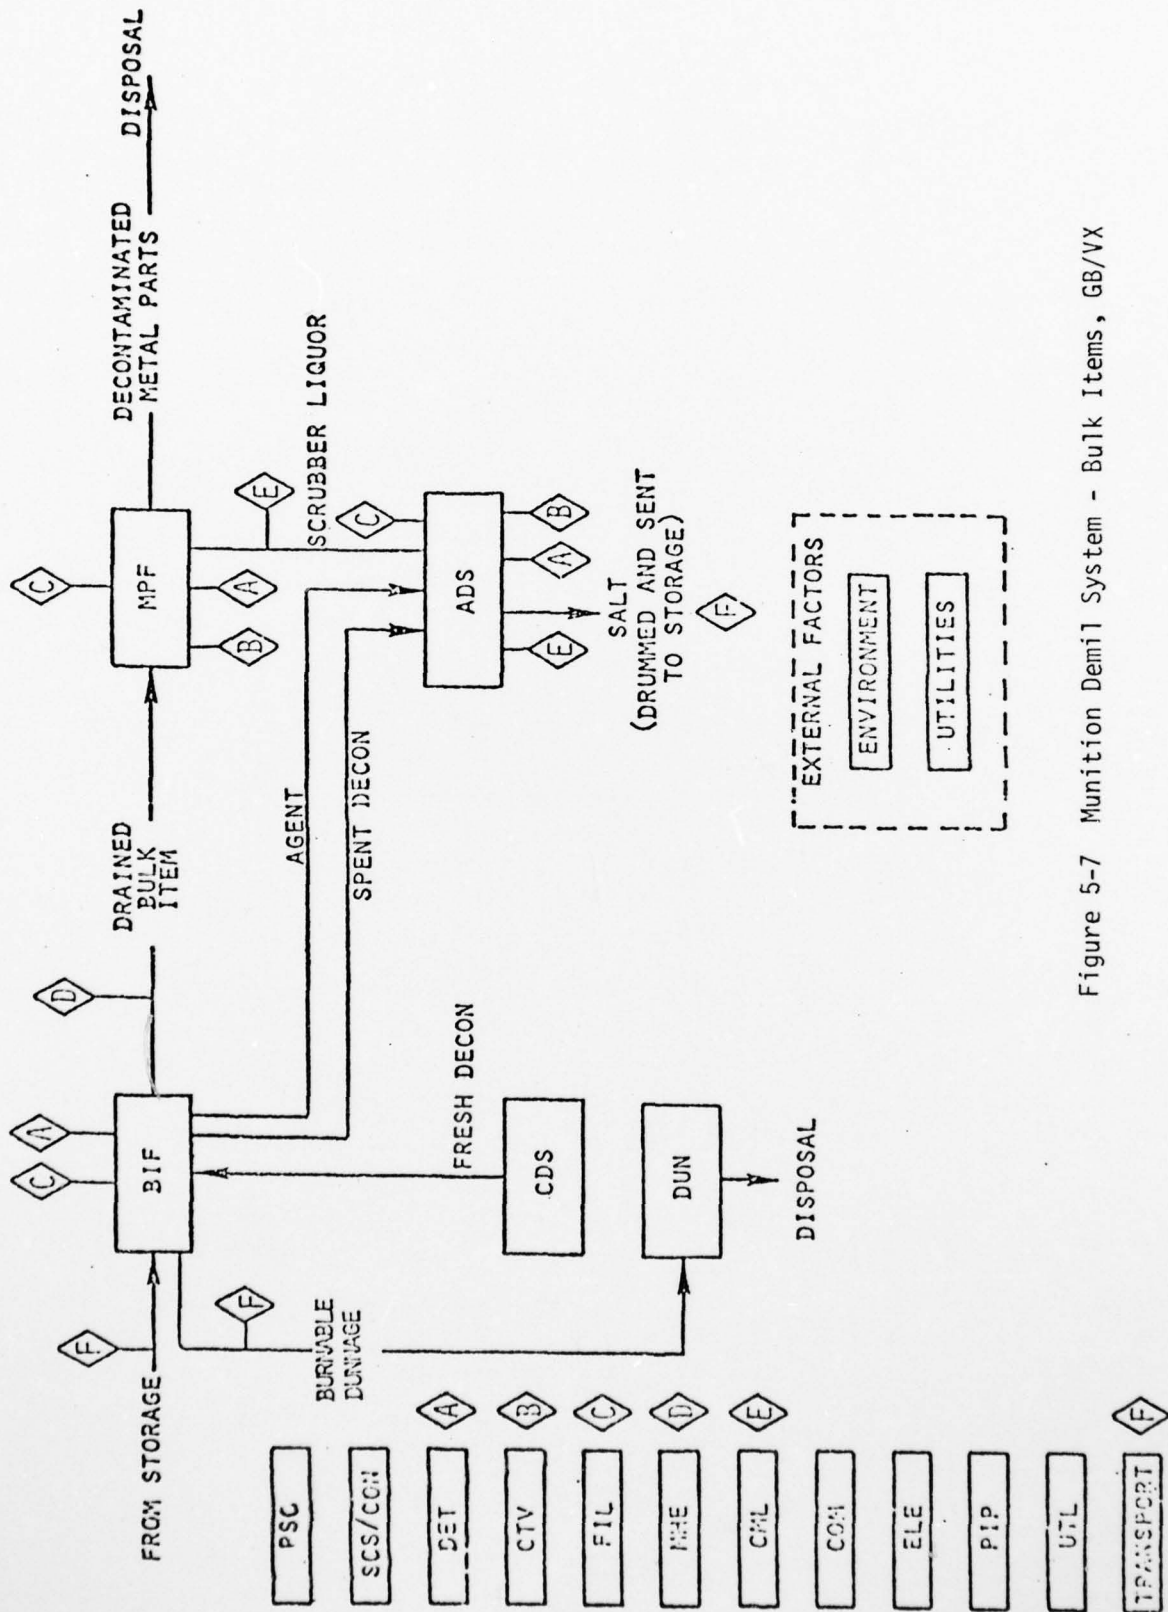 FROM STORAGE
F
BIF
C
A
D
DRAINED
BULK
ITEM
MPF
C
B
A
DECONTAMINATED
METAL PARTS
DISPOSAL
E
SCRUBBER LIQUOR
AGENT
SPENT DECON
ADS
C
E
A
B
SALT
(DRUMMED AND SENT
TO STORAGE)
F
F
BURNABLE
DUNNAGE
FRESH DECON
CDS
DUN
DISPOSAL
EXTERNAL FACTORS
ENVIRONMENT
UTILITIES
PSC
SCS/CON
DET
A
CTV
B
FIL
C
MHE
D
CML
E
COM
ELE
PIP
UTL
TRANSPORT
F
Figure 5-7 Munition Demil System - Bulk Items, GB/VX